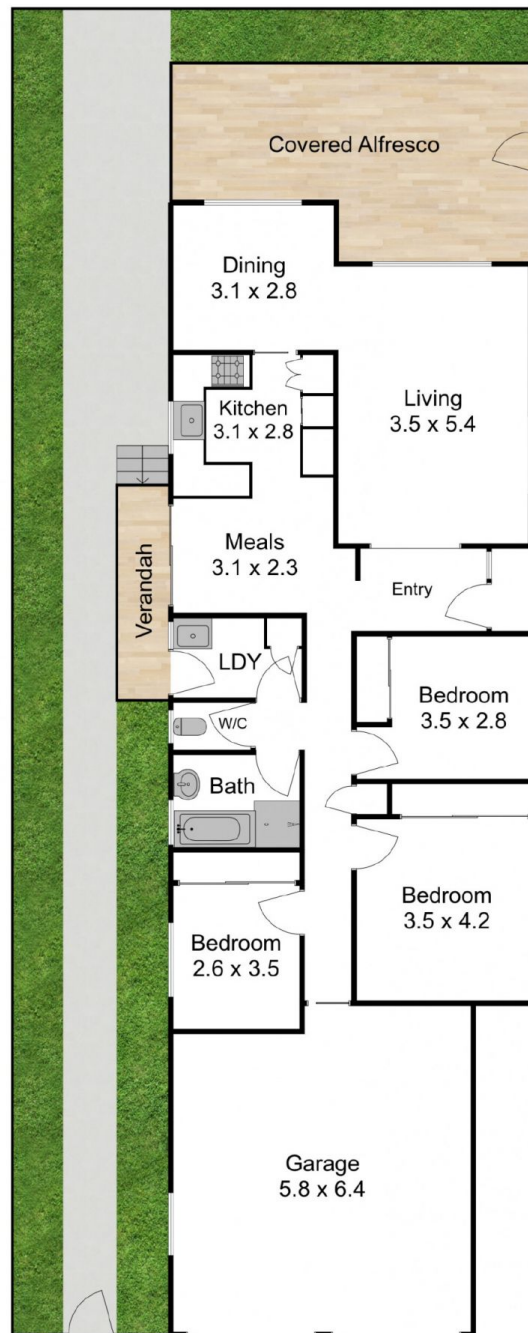 Covered Alfresco
Dining
3.1 x 2.8
Kitchen
3.1 x 2.8
Living
3.5 x 5.4
Verandah
Meals
3.1 x 2.3
Entry
LDY
Bedroom
3.5 x 2.8
W/C
Bath
Bedroom
3.5 x 4.2
Bedroom
2.6 x 3.5
Garage
5.8 x 6.4